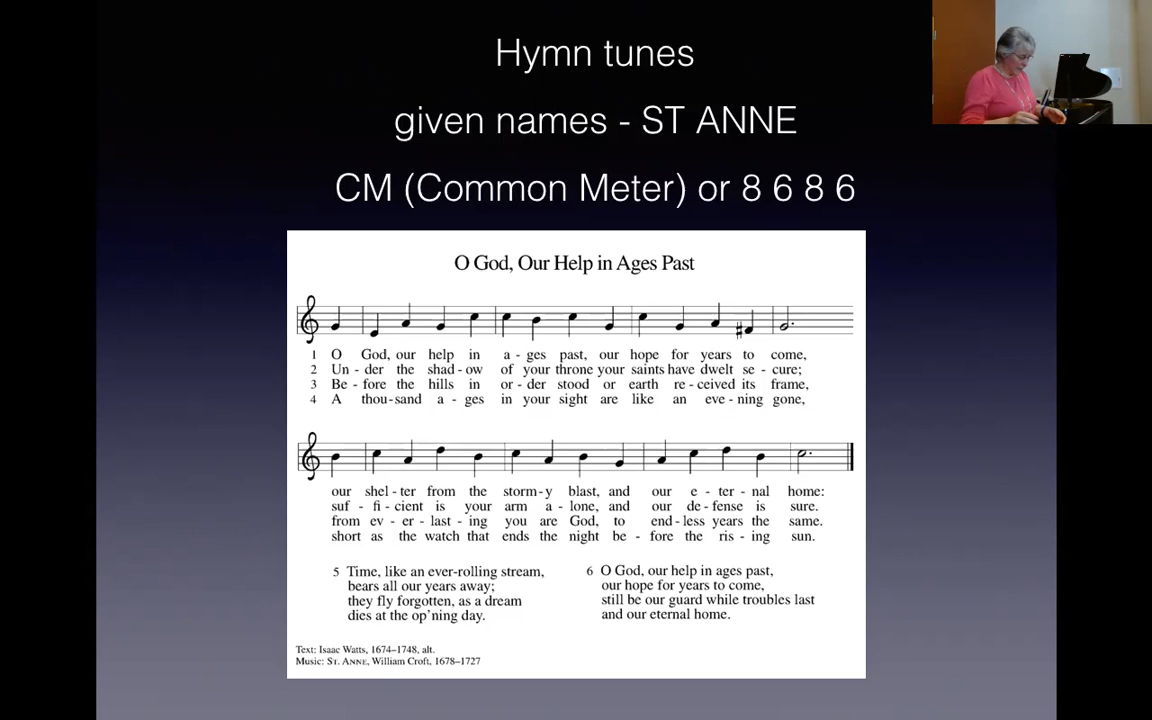 Hymn tunes
given names - ST ANNE
CM (Common Meter) or 8 6 8 6
O God, Our Help in Ages Past
1 O God, our help in a - ges past, our hope for years to come,
2 Un - der the shad - ow of your throne your saints have dwelt se - cure;
3 Be - fore the hills in or - der stood or earth re - ceived its frame,
4 A thou - sand a - ges in your sight are like an eve - ning gone,
our shel - ter from the storm - y blast, and our e - ter - nal home:
suf - fi - cient is your arm a - lone, and our de - fense is sure.
from ev - er - last - ing you are God, to end - less years the same.
short as the watch that ends the night be - fore the ris - ing sun.
5 Time, like an ever-rolling stream,
bears all our years away;
they fly forgotten, as a dream
dies at the op'ning day.
6 O God, our help in ages past,
our hope for years to come,
still be our guard while troubles last
and our eternal home.
Text: Isaac Watts, 1674–1748, alt.
Music: ST. ANNE, William Croft, 1678–1727